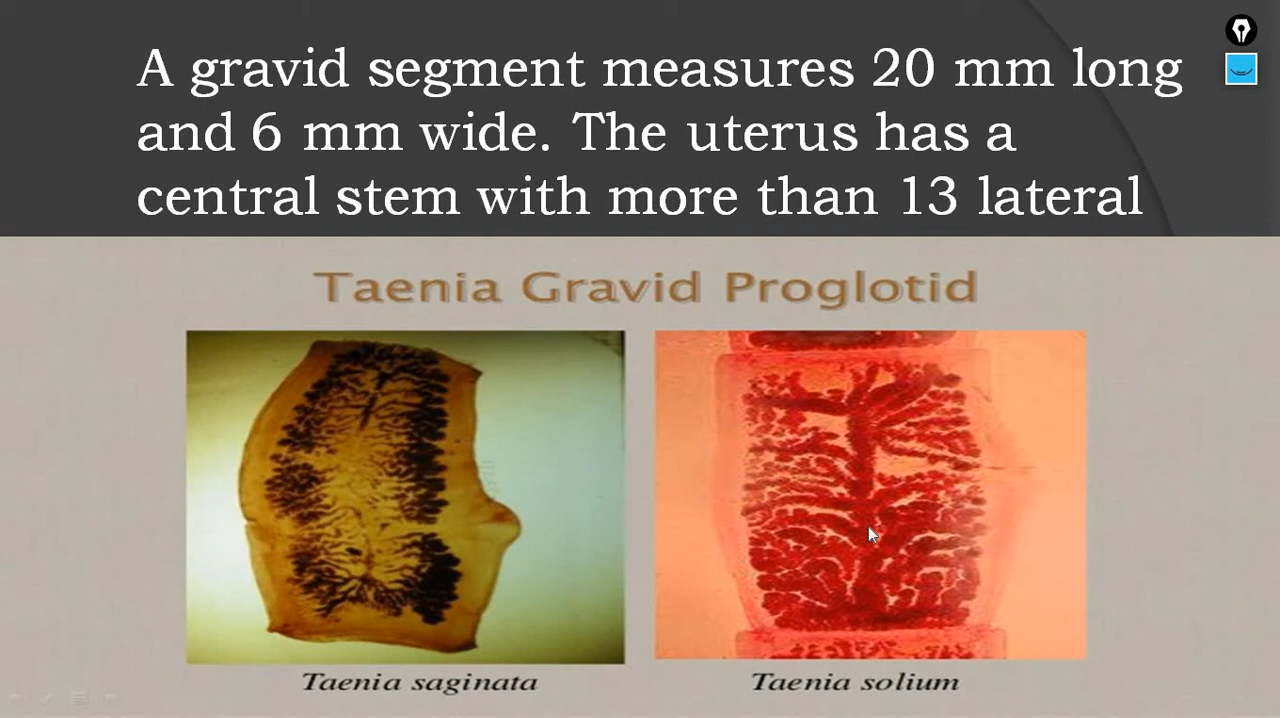 A gravid segment measures 20 mm long
and 6 mm wide. The uterus has a
central stem with more than 13 lateral
Taenia Gravid Proglotid
Taenia saginata
Taenia solium